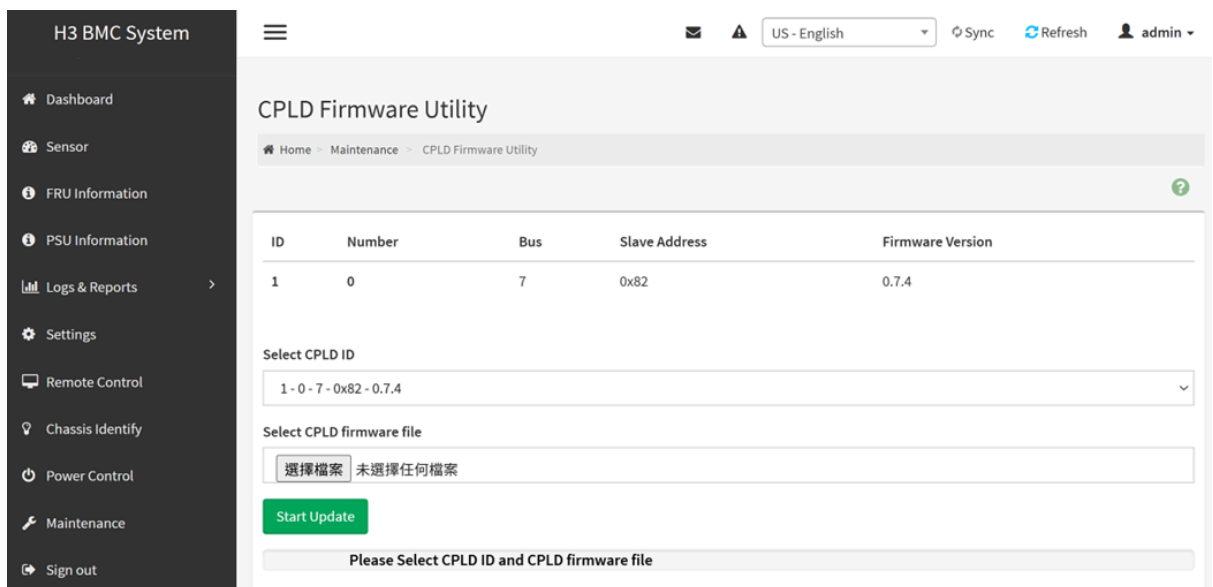 H3 BMC System
US - English
Sync
Refresh
admin
Dashboard
Sensor
FRU Information
PSU Information
Logs & Reports
Settings
Remote Control
Chassis Identify
Power Control
Maintenance
Sign out
CPLD Firmware Utility
Home > Maintenance > CPLD Firmware Utility
ID Number Bus Slave Address Firmware Version
1 0 7 0x82 0.7.4
Select CPLD ID
1 - 0 - 7 - 0x82 - 0.7.4
Select CPLD firmware file
選擇檔案 未選擇任何檔案
Start Update
Please Select CPLD ID and CPLD firmware file